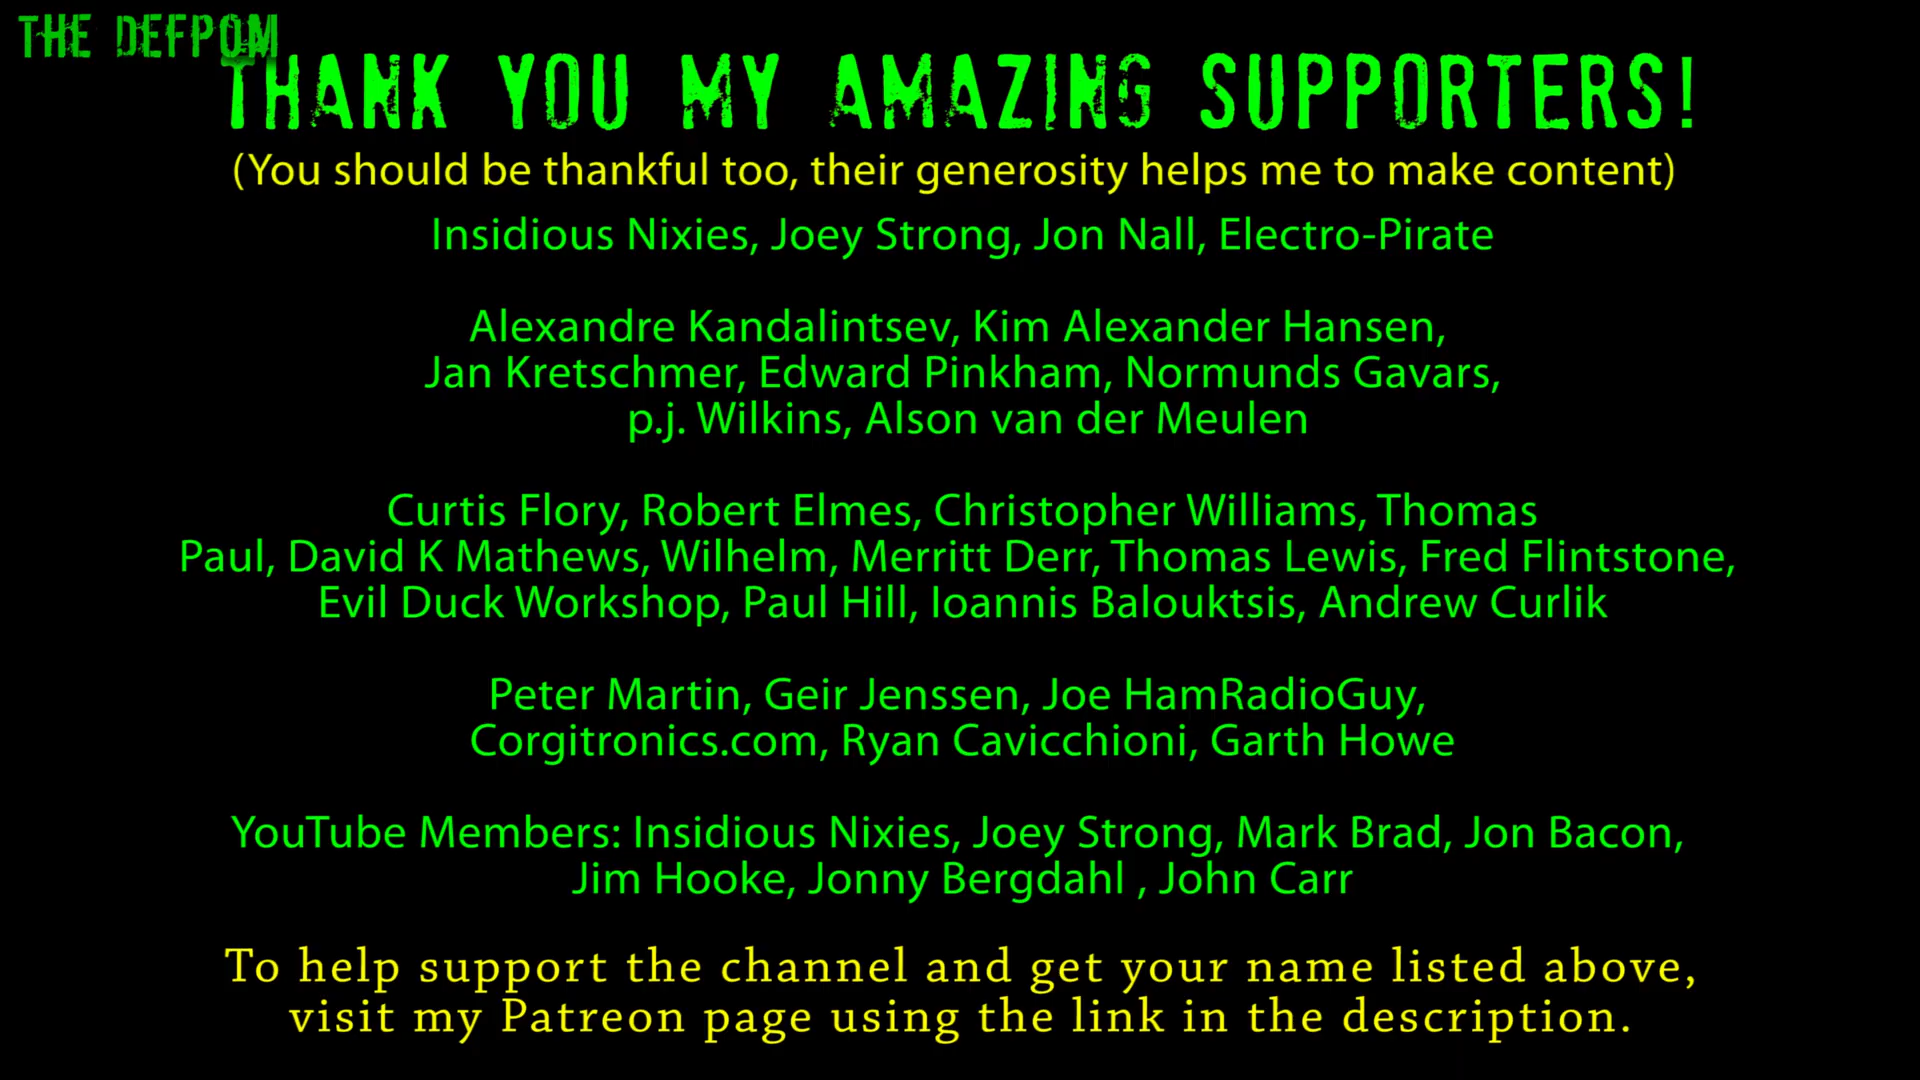 THE DEFPOM
THANK YOU MY AMAZING SUPPORTERS!
(You should be thankful too, their generosity helps me to make content)
Insidious Nixies, Joey Strong, Jon Nall, Electro-Pirate
Alexandre Kandalintsev, Kim Alexander Hansen,
Jan Kretschmer, Edward Pinkham, Normunds Gavars,
p.j. Wilkins, Alson van der Meulen
Curtis Flory, Robert Elmes, Christopher Williams, Thomas
Paul, David K Mathews, Wilhelm, Merritt Derr, Thomas Lewis, Fred Flintstone,
Evil Duck Workshop, Paul Hill, Ioannis Balouktsis, Andrew Curlik
Peter Martin, Geir Jenssen, Joe HamRadioGuy,
Corgitronics.com, Ryan Cavicchioni, Garth Howe
YouTube Members: Insidious Nixies, Joey Strong, Mark Brad, Jon Bacon,
Jim Hooke, Jonny Bergdahl , John Carr
To help support the channel and get your name listed above,
visit my Patreon page using the link in the description.